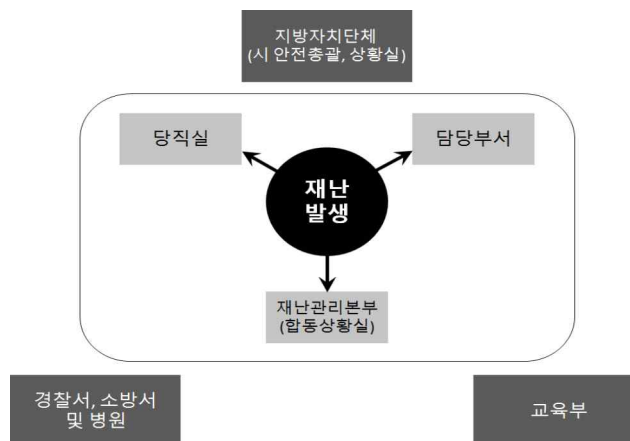 지방자치단체
(시 안전총괄, 상황실)
당직실
담당부서
재난
발생
재난관리본부
(합동상황실)
경찰서, 소방서
및 병원
교육부